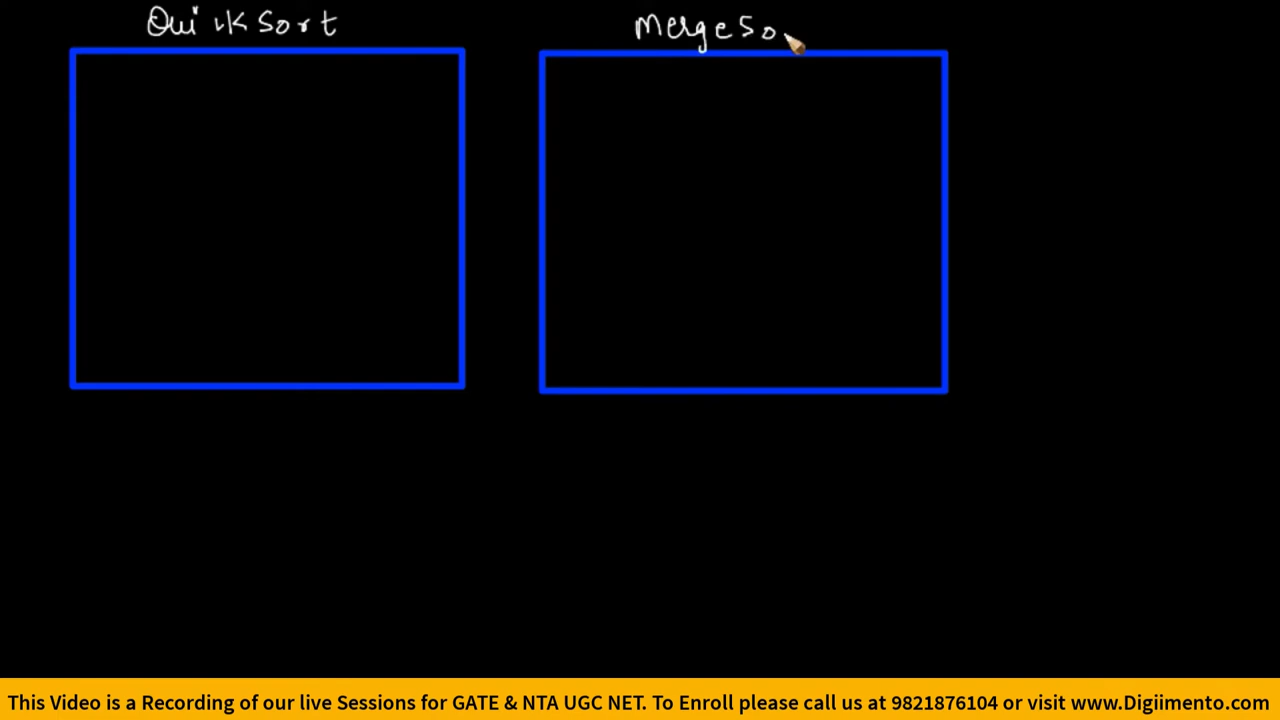 QuickSort
MergeSo
This Video is a Recording of our live Sessions for GATE & NTA UGC NET. To Enroll please call us at 9821876104 or visit www.Digiimento.com